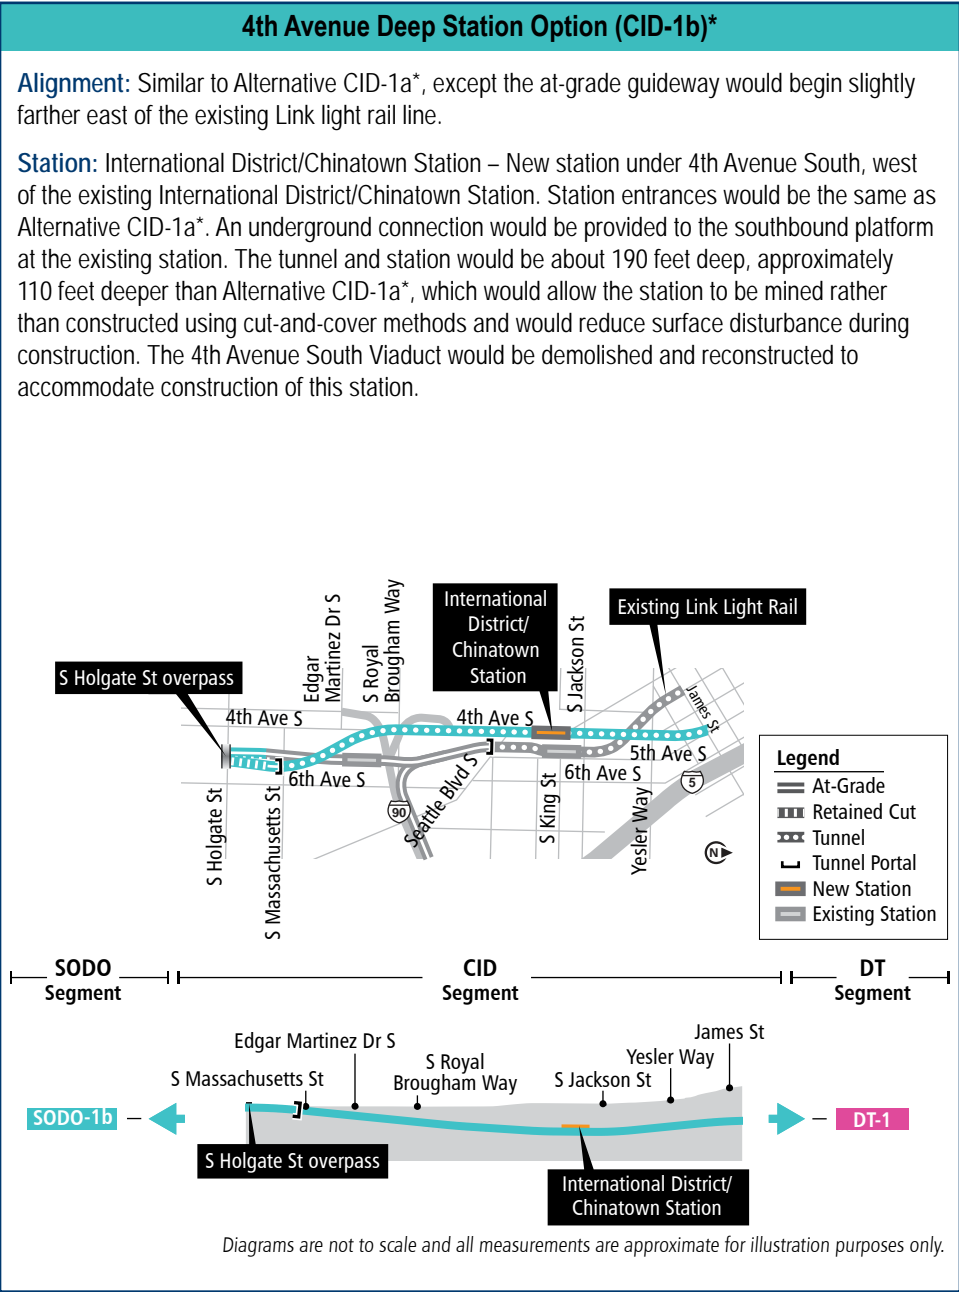 4th Avenue Deep Station Option (CID-1b)*
Alignment: Similar to Alternative CID-1a*, except the at-grade guideway would begin slightly
farther east of the existing Link light rail line.
Station: International District/Chinatown Station – New station under 4th Avenue South, west
of the existing International District/Chinatown Station. Station entrances would be the same as
Alternative CID-1a*. An underground connection would be provided to the southbound platform
at the existing station. The tunnel and station would be about 190 feet deep, approximately
110 feet deeper than Alternative CID-1a*, which would allow the station to be mined rather
than constructed using cut-and-cover methods and would reduce surface disturbance during
construction. The 4th Avenue South Viaduct would be demolished and reconstructed to
accommodate construction of this station.
S Holgate St overpass
Edgar
Martinez Dr S
S Royal
Brougham Way
International
District/
Chinatown
Station
S Jackson St
Existing Link Light Rail
James St
4th Ave S
4th Ave S
5th Ave S
6th Ave S
6th Ave S
90
5
Seattle Blvd S
S Holgate St
S Massachusetts St
S King St
Yesler Way
N
Legend
At-Grade
Retained Cut
Tunnel
Tunnel Portal
New Station
Existing Station
SODO
Segment
CID
Segment
DT
Segment
James St
Edgar Martinez Dr S
Yesler Way
S Royal
Brougham Way
S Massachusetts St
S Jackson St
SODO-1b
DT-1
S Holgate St overpass
International District/
Chinatown Station
Diagrams are not to scale and all measurements are approximate for illustration purposes only.